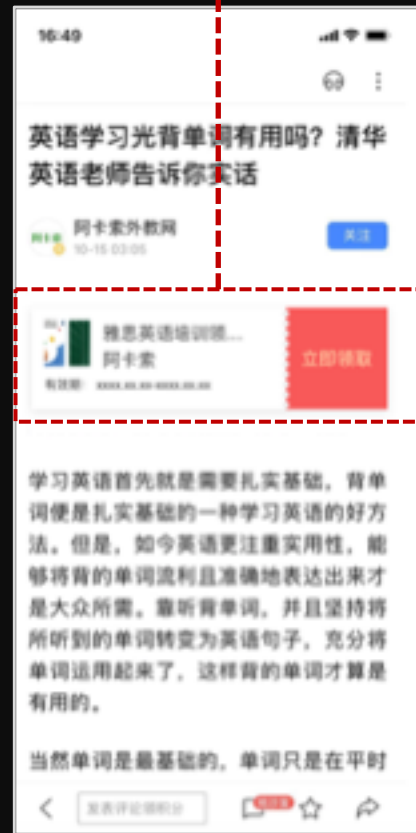 16:49
英语学习光背单词有用吗？清华
英语老师告诉你实话
阿卡索外教网
10-15 03:05
关注
雅思英语培训领...
阿卡索
立即领取
有效期: xxxx.xx.xx-xxxx.xx.xx
学习英语首先就是需要扎实基础，背单
词便是扎实基础的一种学习英语的好方
法。但是，如今英语更注重实用性，能
够将背的单词流利且准确地表达出来才
是大众所需。靠听背单词，并且坚持将
所听到的单词转变为英语句子，充分将
单词运用起来了，这样背的单词才算是
有用的。
当然单词是最基础的，单词只是在平时
发表评论领积分